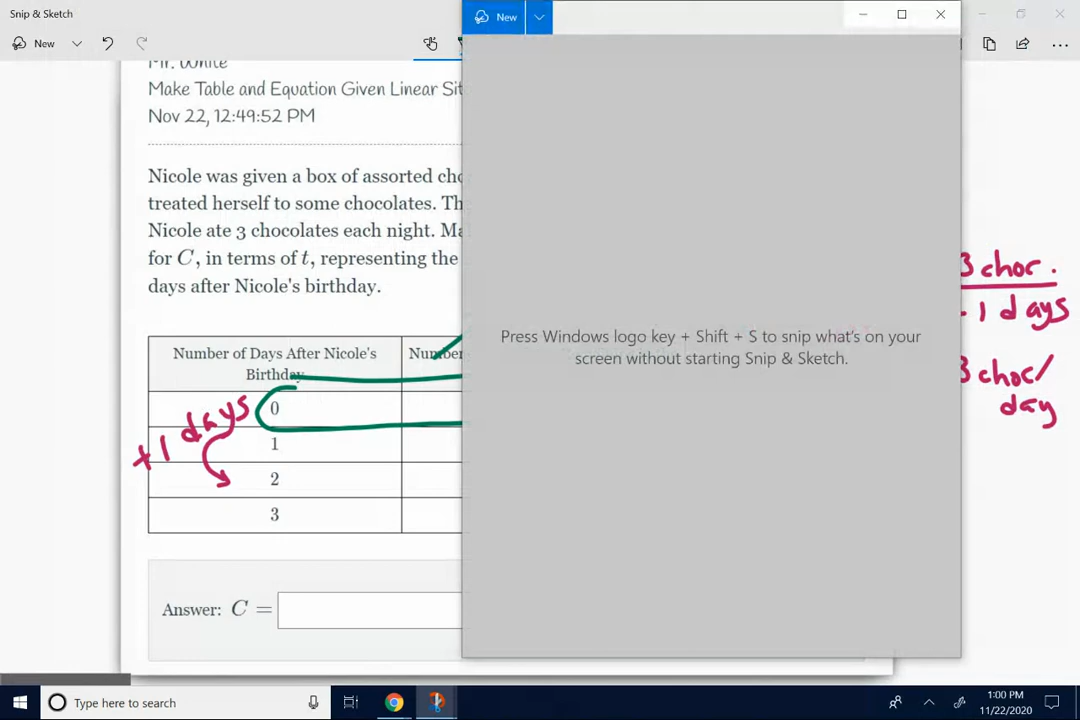 Snip & Sketch
New
New
Mr. White
Make Table and Equation Given Linear Sit
Nov 22, 12:49:52 PM
Nicole was given a box of assorted cho
treated herself to some chocolates. Th
Nicole ate 3 chocolates each night. Ma
for C, in terms of t, representing the
days after Nicole's birthday.
Number of Days After Nicole's
Birthday
Number
0
1
2
3
+1 days
3 choc.
1 days
3 choc/
day
Press Windows logo key + Shift + S to snip what's on your
screen without starting Snip & Sketch.
Answer: C =
Type here to search
1:00 PM
11/22/2020